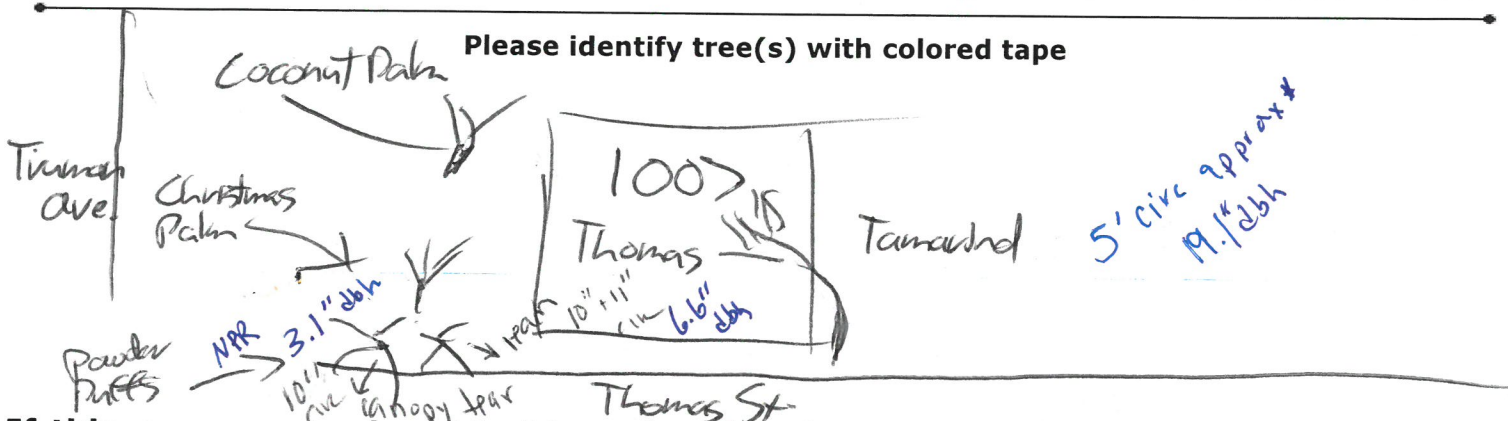 Please identify tree(s) with colored tape
Coconut Palm
Truman
Ave.
Christmas
Palm
1007
Thomas
Tamarind
5' circ approx *
19.1" dbh
3.1" dbh
10" + 11"
6.6"
dbh
Powder
Puffs
NPR
10"
canopy
Thomas St